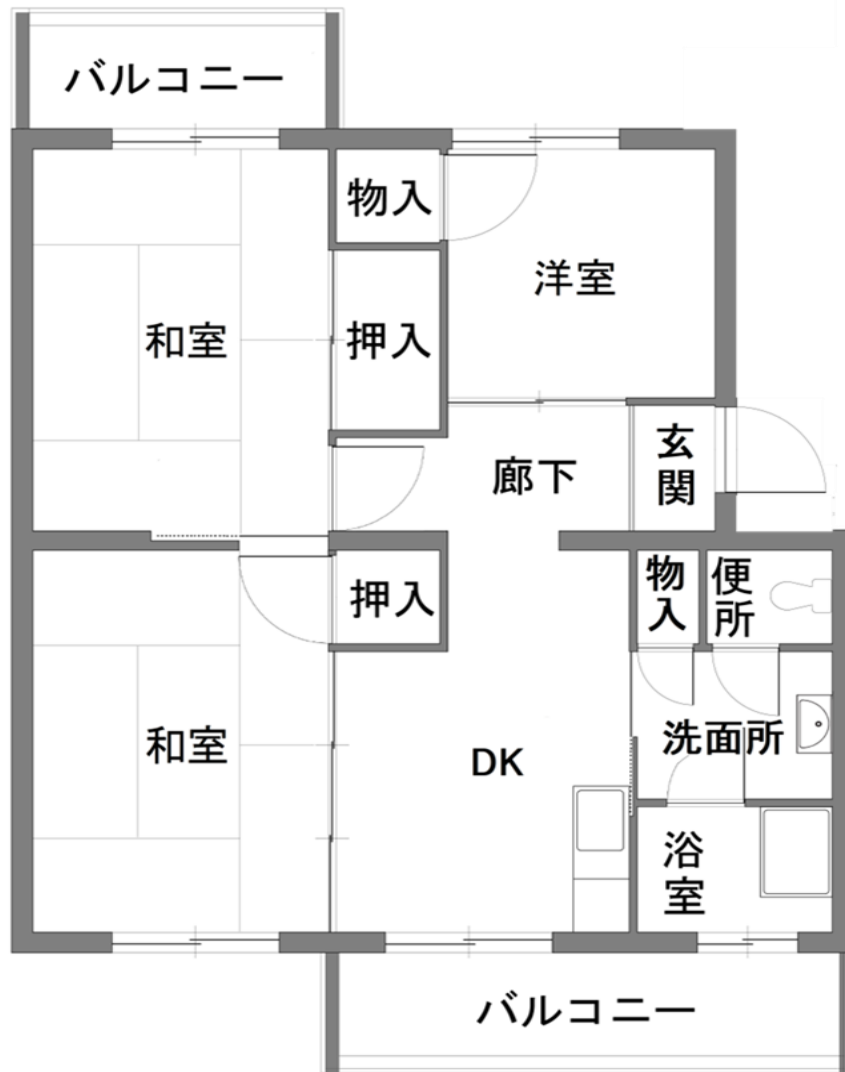 バルコニー
物入
洋室
和室
押入
玄
関
廊下
押入
物
入
便
所
和室
DK
洗面所
浴
室
バルコニー